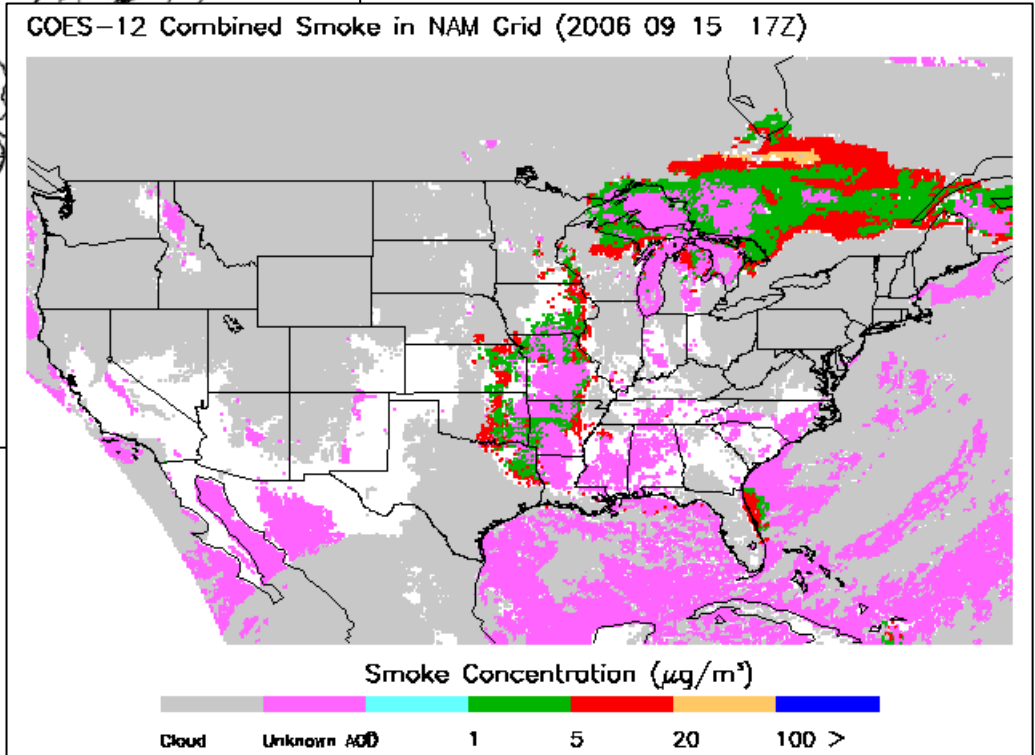 GOES-12 Combined Smoke in NAM Grid (2006 09 15 17Z)
Smoke Concentration (µg/m³)
Cloud Unknown AOD 1 5 20 100 >